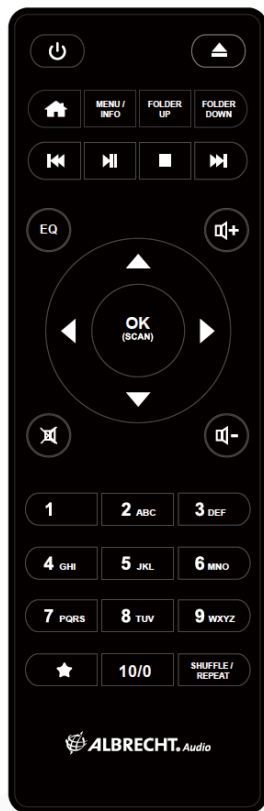 MENU / INFO
FOLDER UP
FOLDER DOWN
EQ
+
OK
(SCAN)
-
1
2 ABC
3 DEF
4 GHI
5 JKL
6 MNO
7 PQRS
8 TUV
9 WXYZ
10/0
SHUFFLE / REPEAT
ALBRECHT. Audio